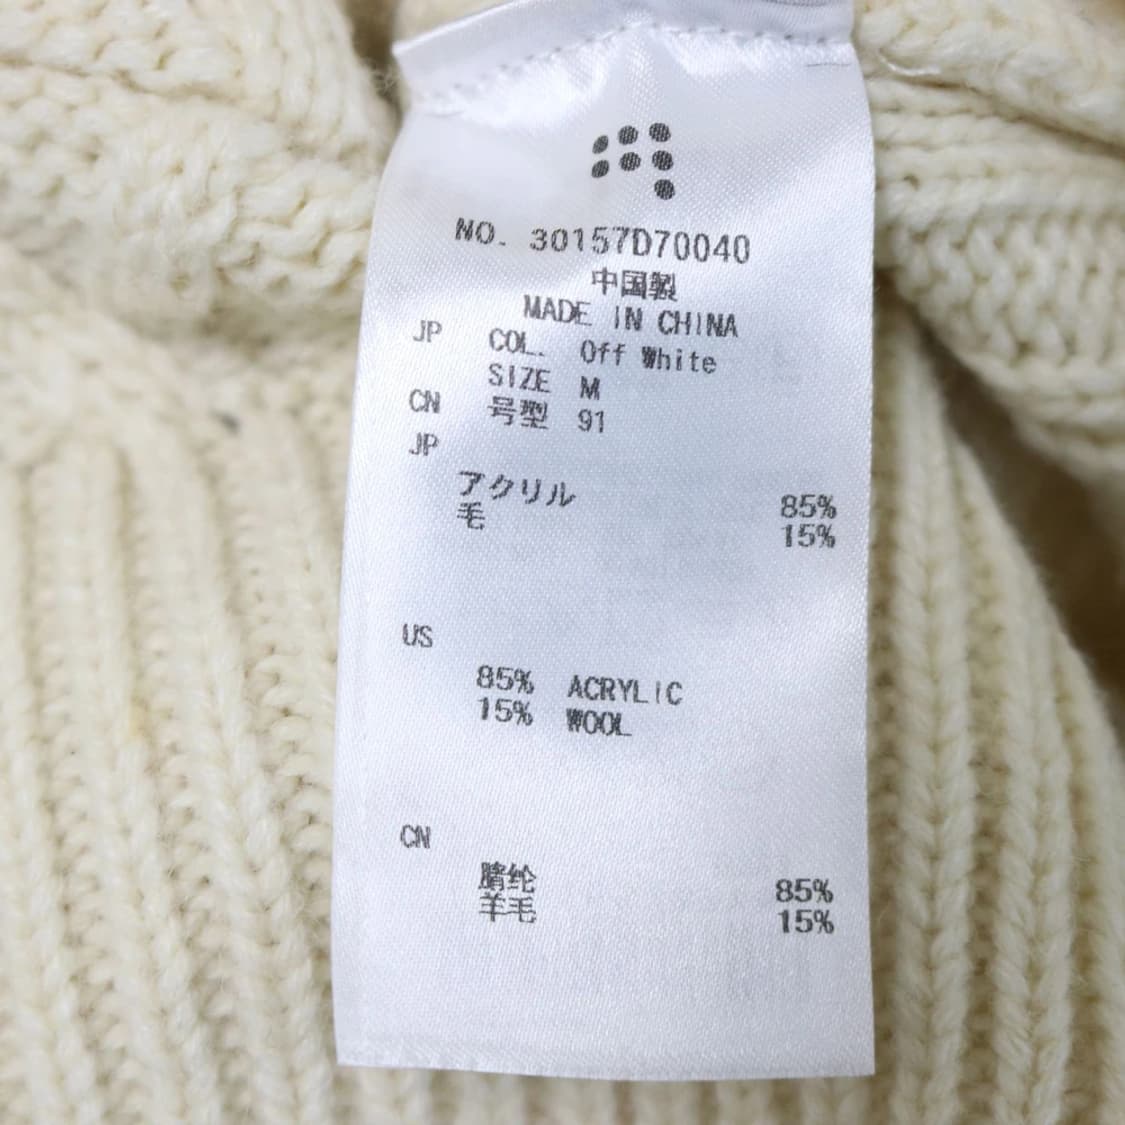 NO. 30157D70040
中国製
MADE IN CHINA
JP COL. Off White
SIZE M
CN 号型 91
JP
アクリル 85%
毛 15%
US
85% ACRYLIC
15% WOOL
CN
腈纶 85%
羊毛 15%